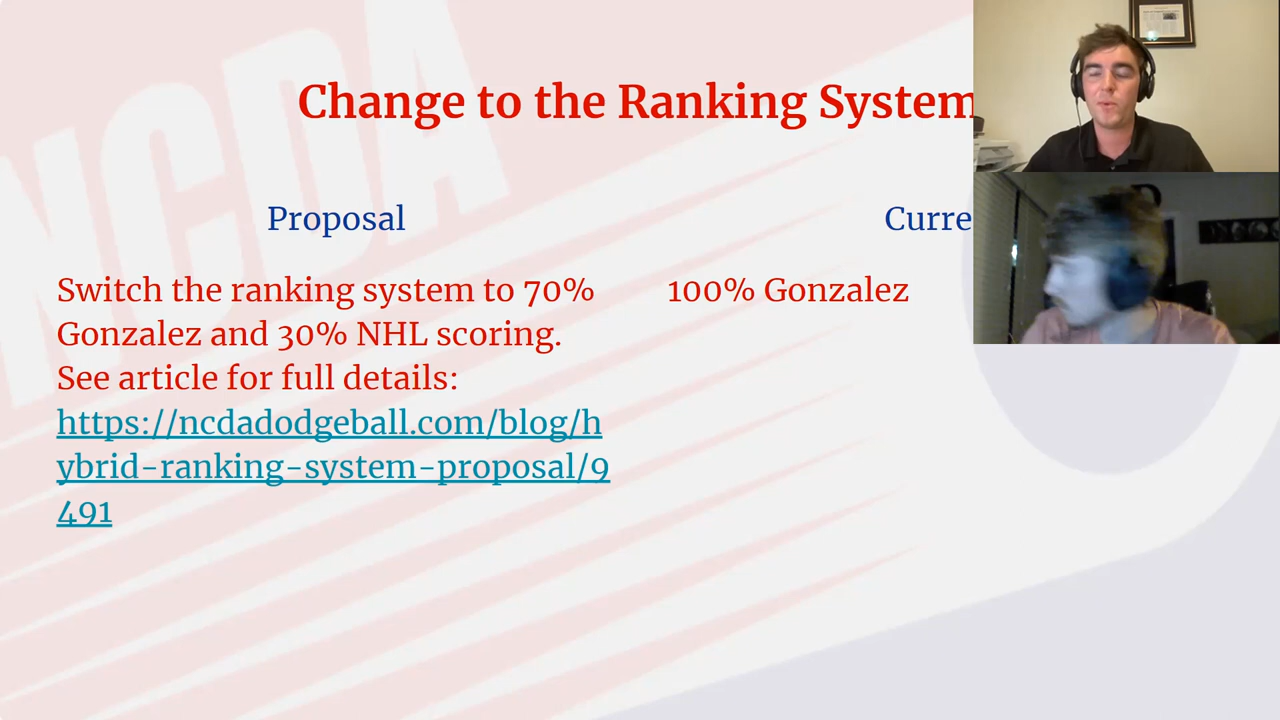 NCDA
Change to the Ranking System
Proposal
Curre
Switch the ranking system to 70%
Gonzalez and 30% NHL scoring.
See article for full details:
https://ncdadodgeball.com/blog/h
ybrid-ranking-system-proposal/9
491
100% Gonzalez